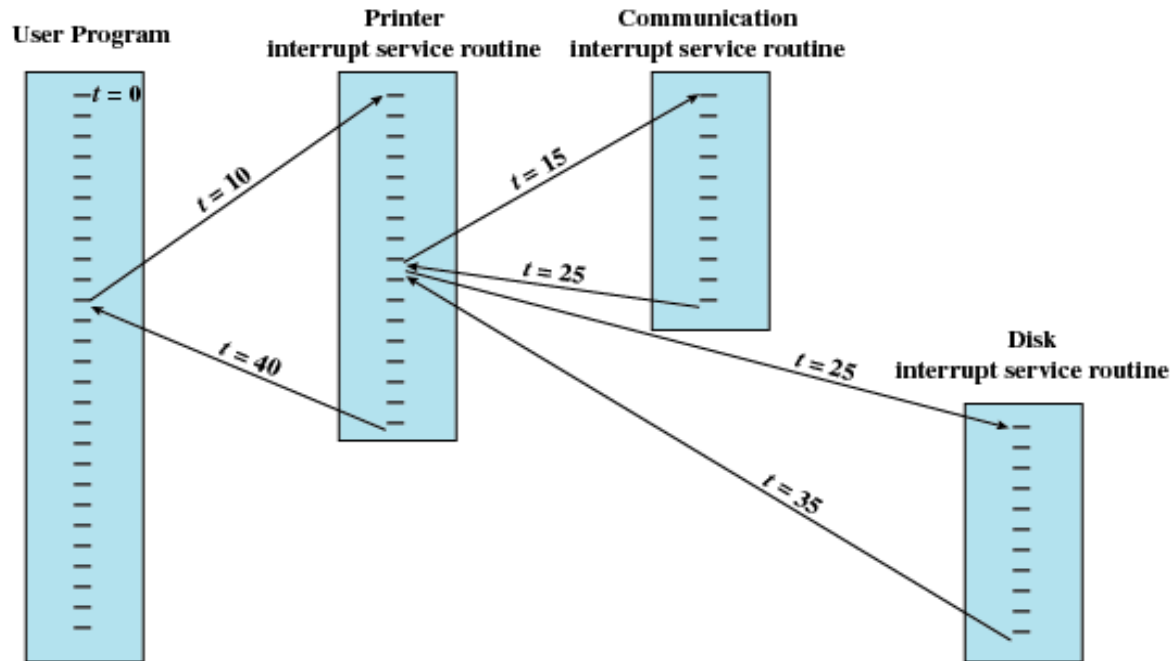 User Program
Printer
interrupt service routine
Communication
interrupt service routine
t = 0
t = 10
t = 15
t = 25
t = 40
t = 25
Disk
interrupt service routine
t = 35